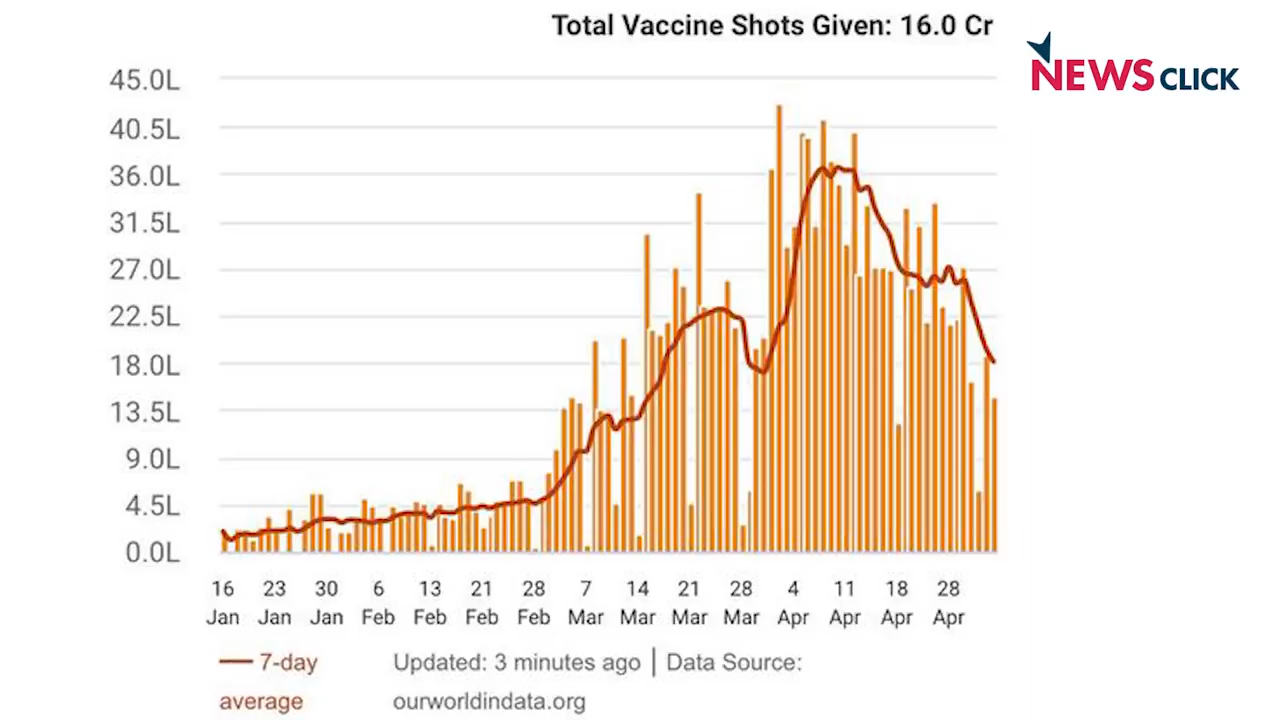 Total Vaccine Shots Given: 16.0 Cr
NEWS CLICK
45.0L
40.5L
36.0L
31.5L
27.0L
22.5L
18.0L
13.5L
9.0L
4.5L
0.0L
16 23 30 6 13 21 28 7 14 21 28 4 11 18 28
Jan Jan Jan Feb Feb Feb Feb Mar Mar Mar Mar Apr Apr Apr Apr
7-day Updated: 3 minutes ago | Data Source:
average ourworldindata.org